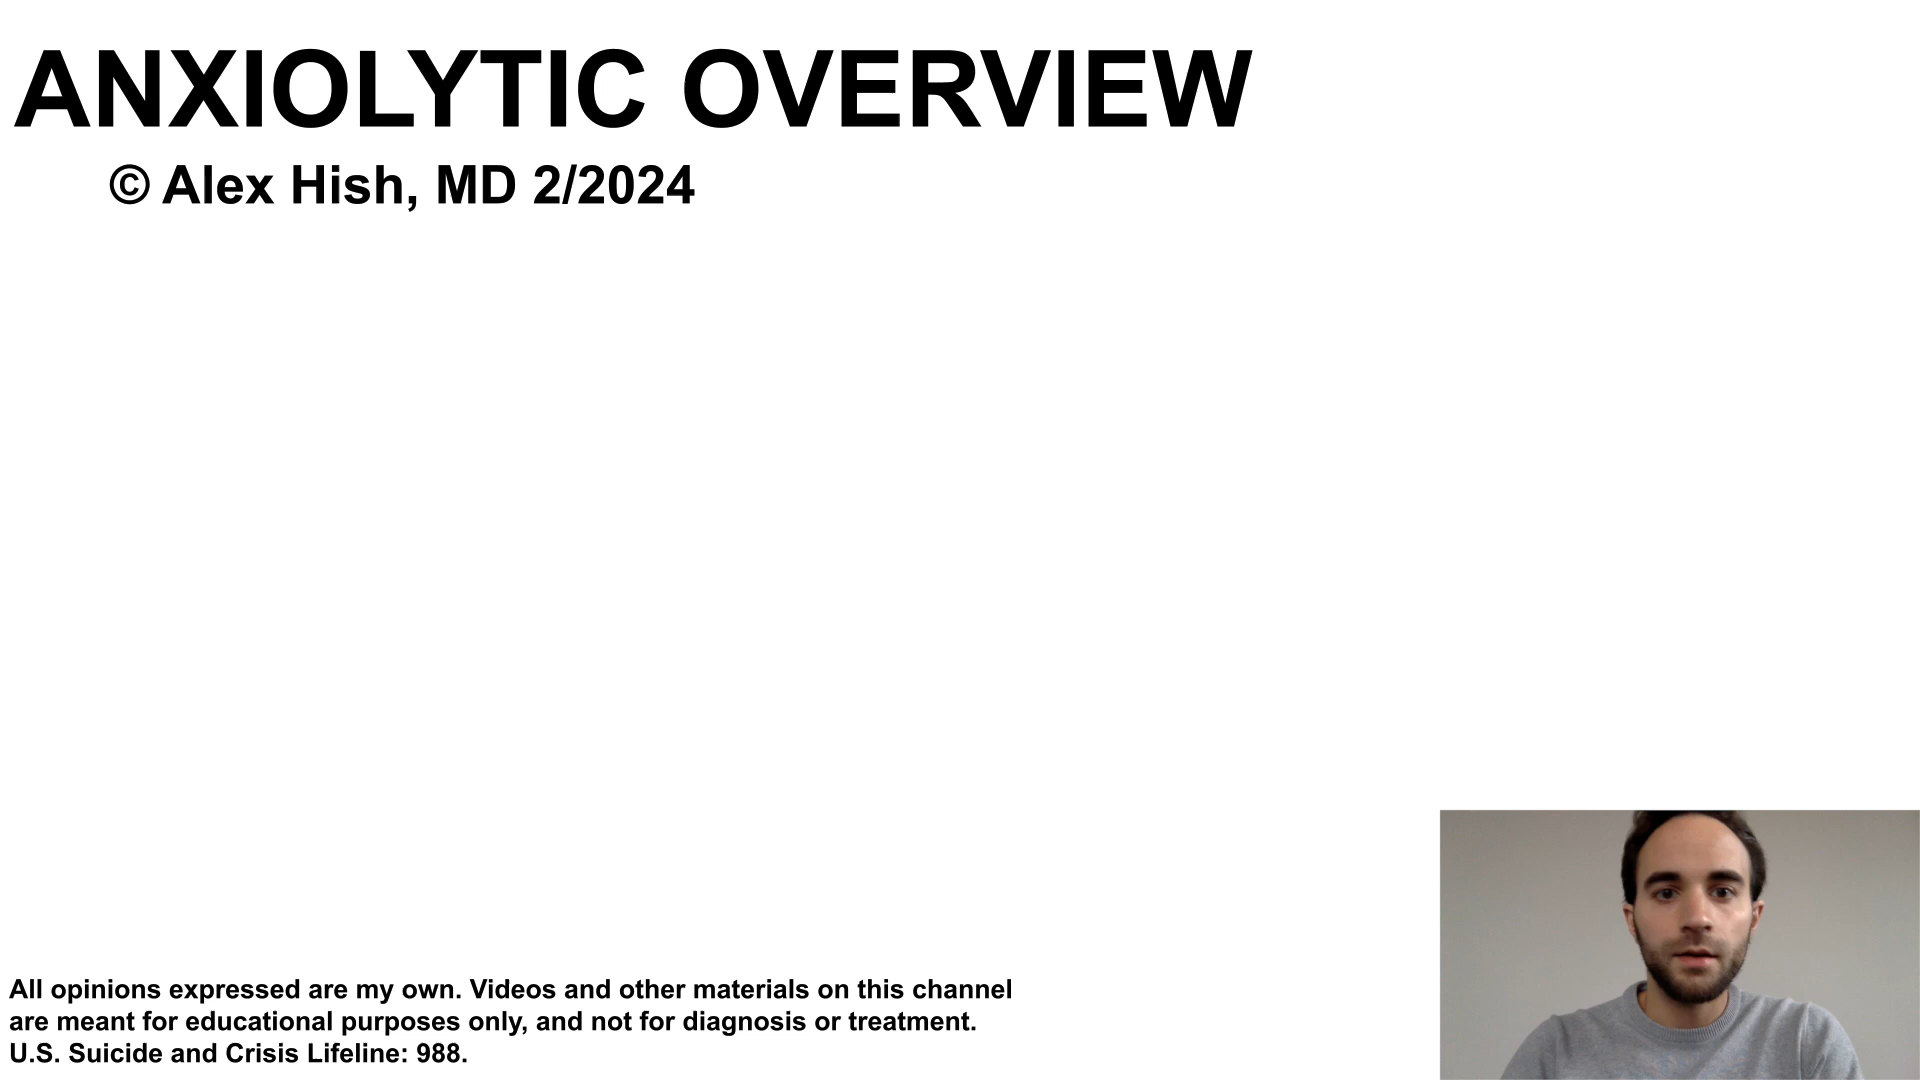 ANXIOLYTIC OVERVIEW
© Alex Hish, MD 2/2024
All opinions expressed are my own. Videos and other materials on this channel
are meant for educational purposes only, and not for diagnosis or treatment.
U.S. Suicide and Crisis Lifeline: 988.